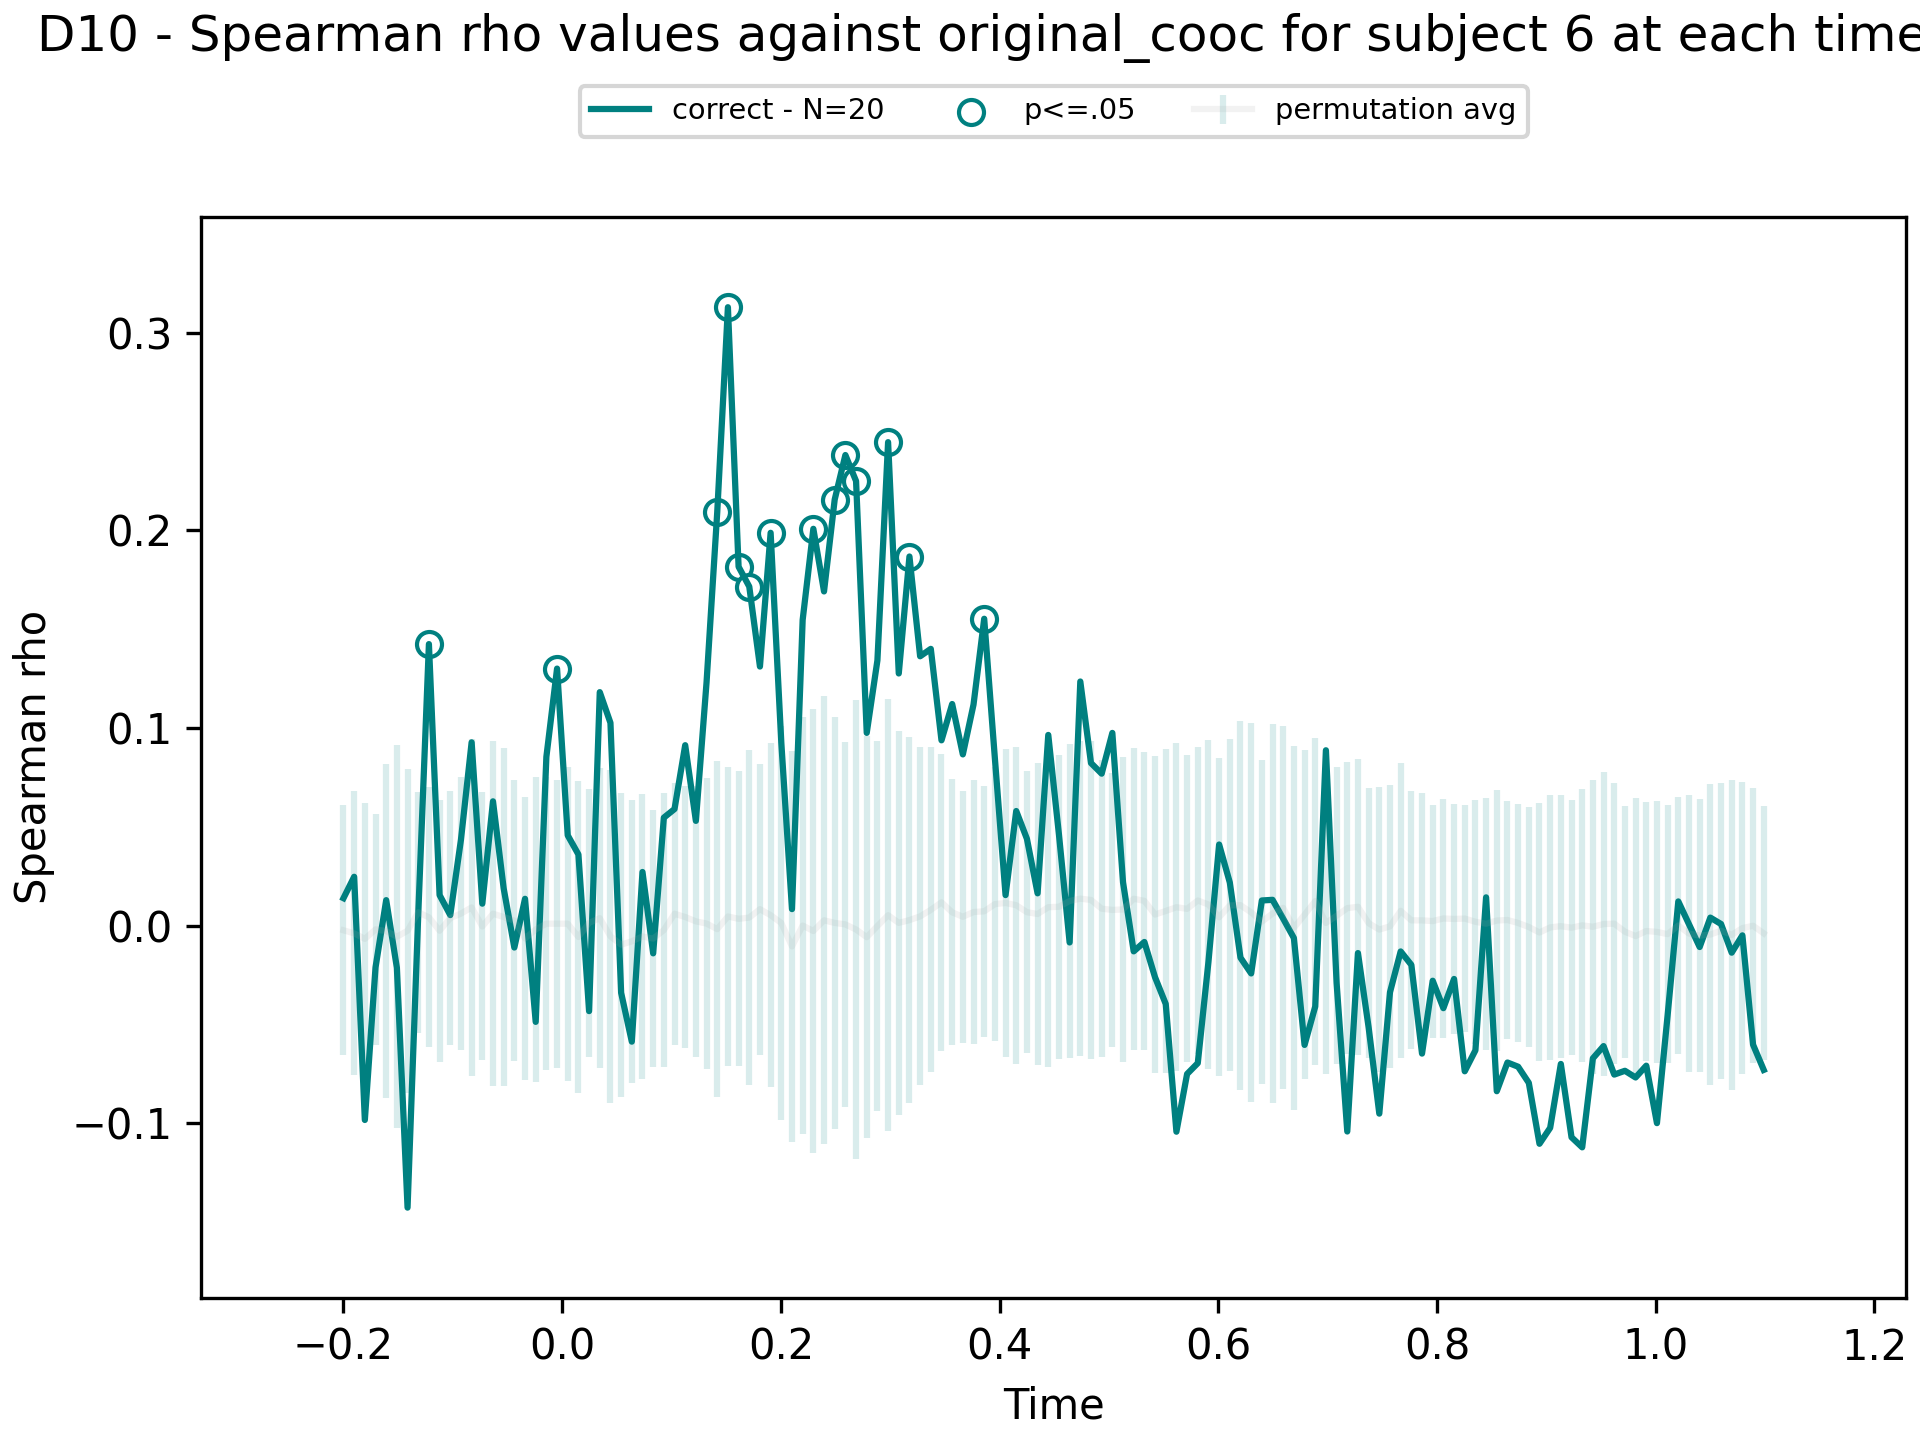 D10 - Spearman rho values against original_cooc for subject 6 at each time
correct - N=20 p<=.05 permutation avg
0.3
0.2
0.1
0.0
−0.1
Spearman rho
−0.2 0.0 0.2 0.4 0.6 0.8 1.0 1.2
Time